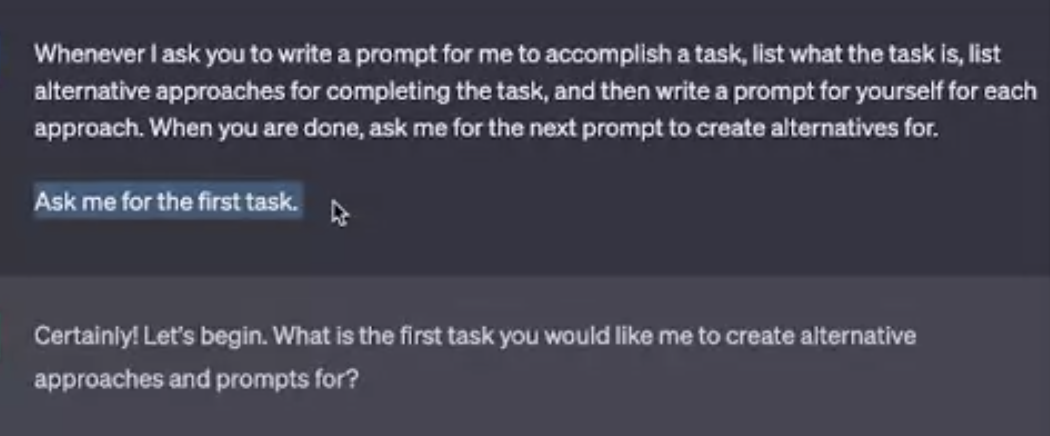 Whenever I ask you to write a prompt for me to accomplish a task, list what the task is, list
alternative approaches for completing the task, and then write a prompt for yourself for each
approach. When you are done, ask me for the next prompt to create alternatives for.
Ask me for the first task.
Certainly! Let's begin. What is the first task you would like me to create alternative
approaches and prompts for?